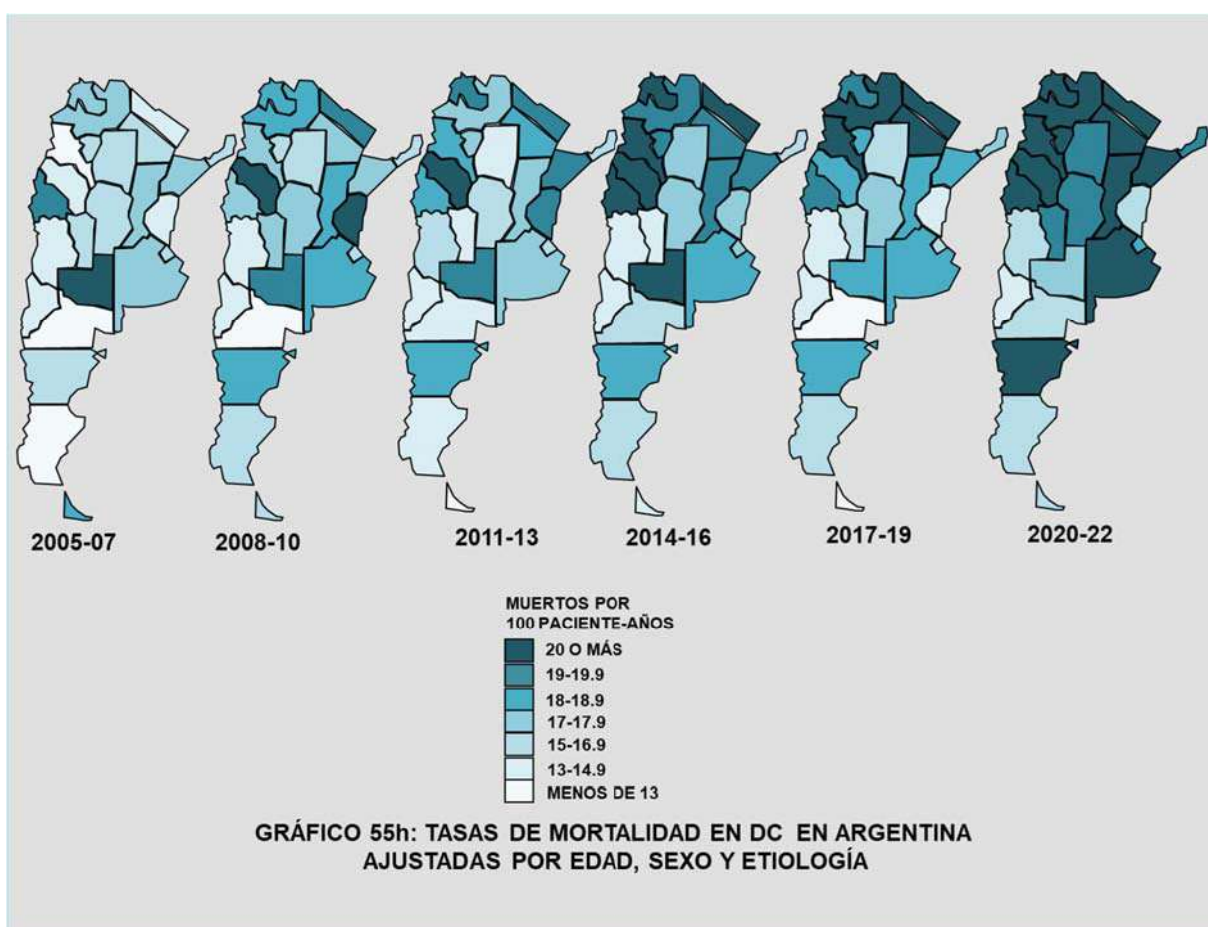 2005-07
2008-10
2011-13
2014-16
2017-19
2020-22
MUERTOS POR
100 PACIENTE-AÑOS
20 O MÁS
19-19.9
18-18.9
17-17.9
15-16.9
13-14.9
MENOS DE 13
GRÁFICO 55h: TASAS DE MORTALIDAD EN DC EN ARGENTINA
AJUSTADAS POR EDAD, SEXO Y ETIOLOGÍA